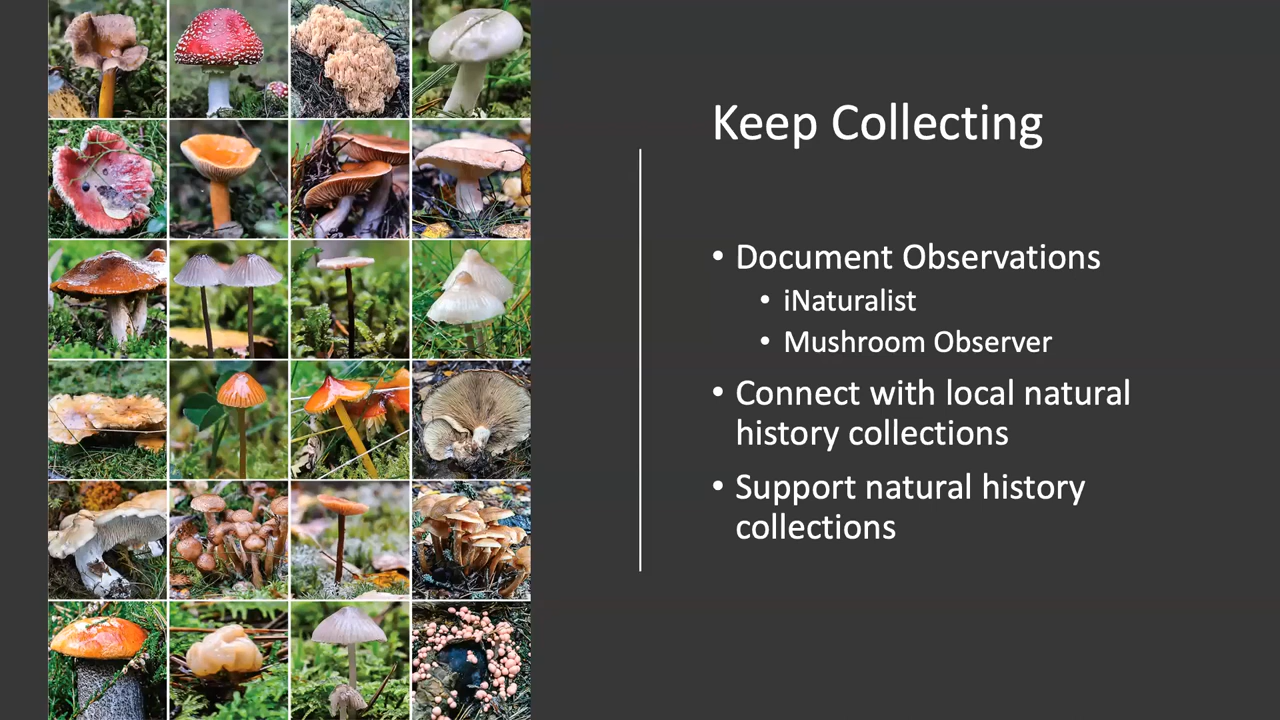 Keep Collecting
• Document Observations
• iNaturalist
• Mushroom Observer
• Connect with local natural
history collections
• Support natural history
collections